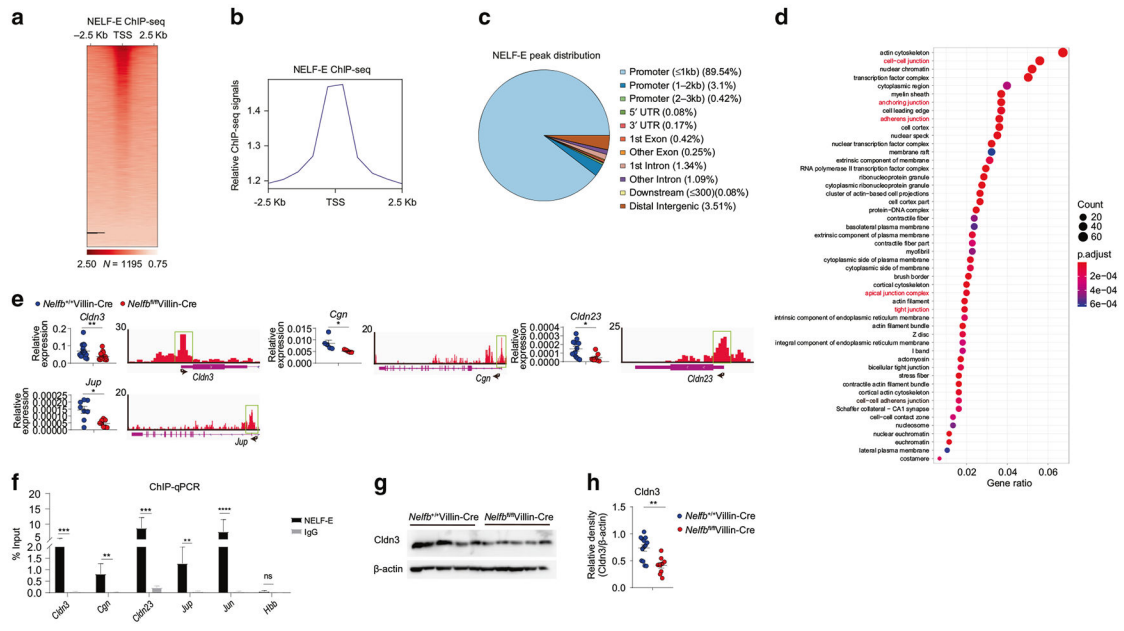 a
NELF-E ChIP-seq
−2.5 Kb TSS 2.5 Kb
2.50 N = 1195 0.75
b
NELF-E ChIP-seq
Relative ChIP-seq signals
1.4
1.3
1.2
−2.5 Kb TSS 2.5 Kb
c
NELF-E peak distribution
Promoter (≤1kb) (89.54%)
Promoter (1–2kb) (3.1%)
Promoter (2–3kb) (0.42%)
5′ UTR (0.08%)
3′ UTR (0.17%)
1st Exon (0.42%)
Other Exon (0.25%)
1st Intron (1.34%)
Other Intron (1.09%)
Downstream (≤300)(0.08%)
Distal Intergenic (3.51%)
d
actin cytoskeleton
cell−cell junction
nuclear chromatin
transcription factor complex
cytoplasmic region
myelin sheath
anchoring junction
cell leading edge
adherens junction
cell cortex
nuclear speck
nuclear transcription factor complex
membrane raft
extrinsic component of membrane
RNA polymerase II transcription factor complex
ribonucleoprotein granule
cytoplasmic ribonucleoprotein granule
cluster of actin-based cell projections
cell cortex part
protein−DNA complex
contractile fiber
basolateral plasma membrane
extrinsic component of plasma membrane
contractile fiber part
myofibril
cytoplasmic side of plasma membrane
cytoplasmic side of membrane
brush border
cortical cytoskeleton
apical junction complex
actin filament
tight junction
intrinsic component of endoplasmic reticulum membrane
actin filament bundle
Z disc
integral component of endoplasmic reticulum membrane
I band
actomyosin
bicellular tight junction
stress fiber
contractile actin filament bundle
cortical actin cytoskeleton
cell−cell adherens junction
Schaffer collateral − CA1 synapse
cell−cell contact zone
nucleosome
nuclear euchromatin
euchromatin
lateral plasma membrane
costamere
0.02 0.04 0.06
Gene ratio
Count
20
40
60
p.adjust
2e−04
4e−04
6e−04
e
Nelfb+/+Villin-Cre Nelfbfl/flVillin-Cre
Cldn3
**
Relative expression
0.2
0.1
0.0
30
Cldn3
Cgn
*
Relative expression
0.015
0.010
0.005
0.000
20
Cgn
Cldn23
*
Relative expression
0.0004
0.0003
0.0002
0.0001
0.0000
25
Cldn23
Jup
*
Relative expression
0.00025
0.00020
0.00015
0.00010
0.00005
0.00000
20
Jup
f
ChIP-qPCR
% Input
20
15
10
5
2.0
1.5
1.0
0.5
0.0
*** ** *** ** **** ns
NELF-E
IgG
Cldn3 Cgn Cldn23 Jup Jun Hbb
g
Nelfb+/+Villin-Cre Nelfbfl/flVillin-Cre
Cldn3
β-actin
h
Cldn3
**
Relative density
(Cldn3/β-actin)
1.5
1.0
0.5
0.0
Nelfb+/+Villin-Cre
Nelfbfl/flVillin-Cre